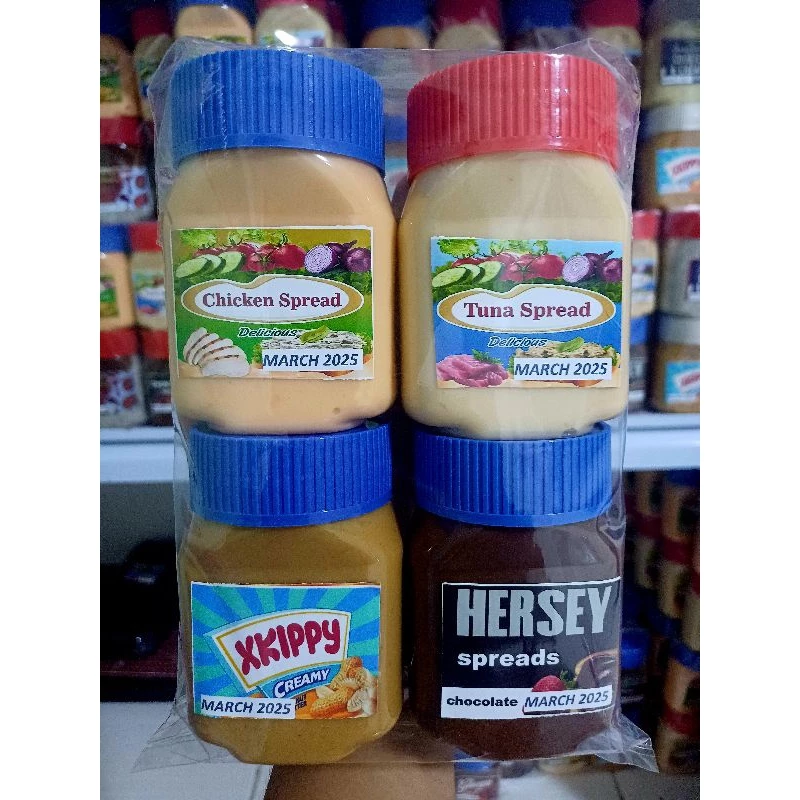 Chicken Spread
Delicious
MARCH 2025
Tuna Spread
Delicious
MARCH 2025
XKIPPY
CREAMY
MARCH 2025
HERSEY
spreads
chocolate MARCH 2025
XKIPPY